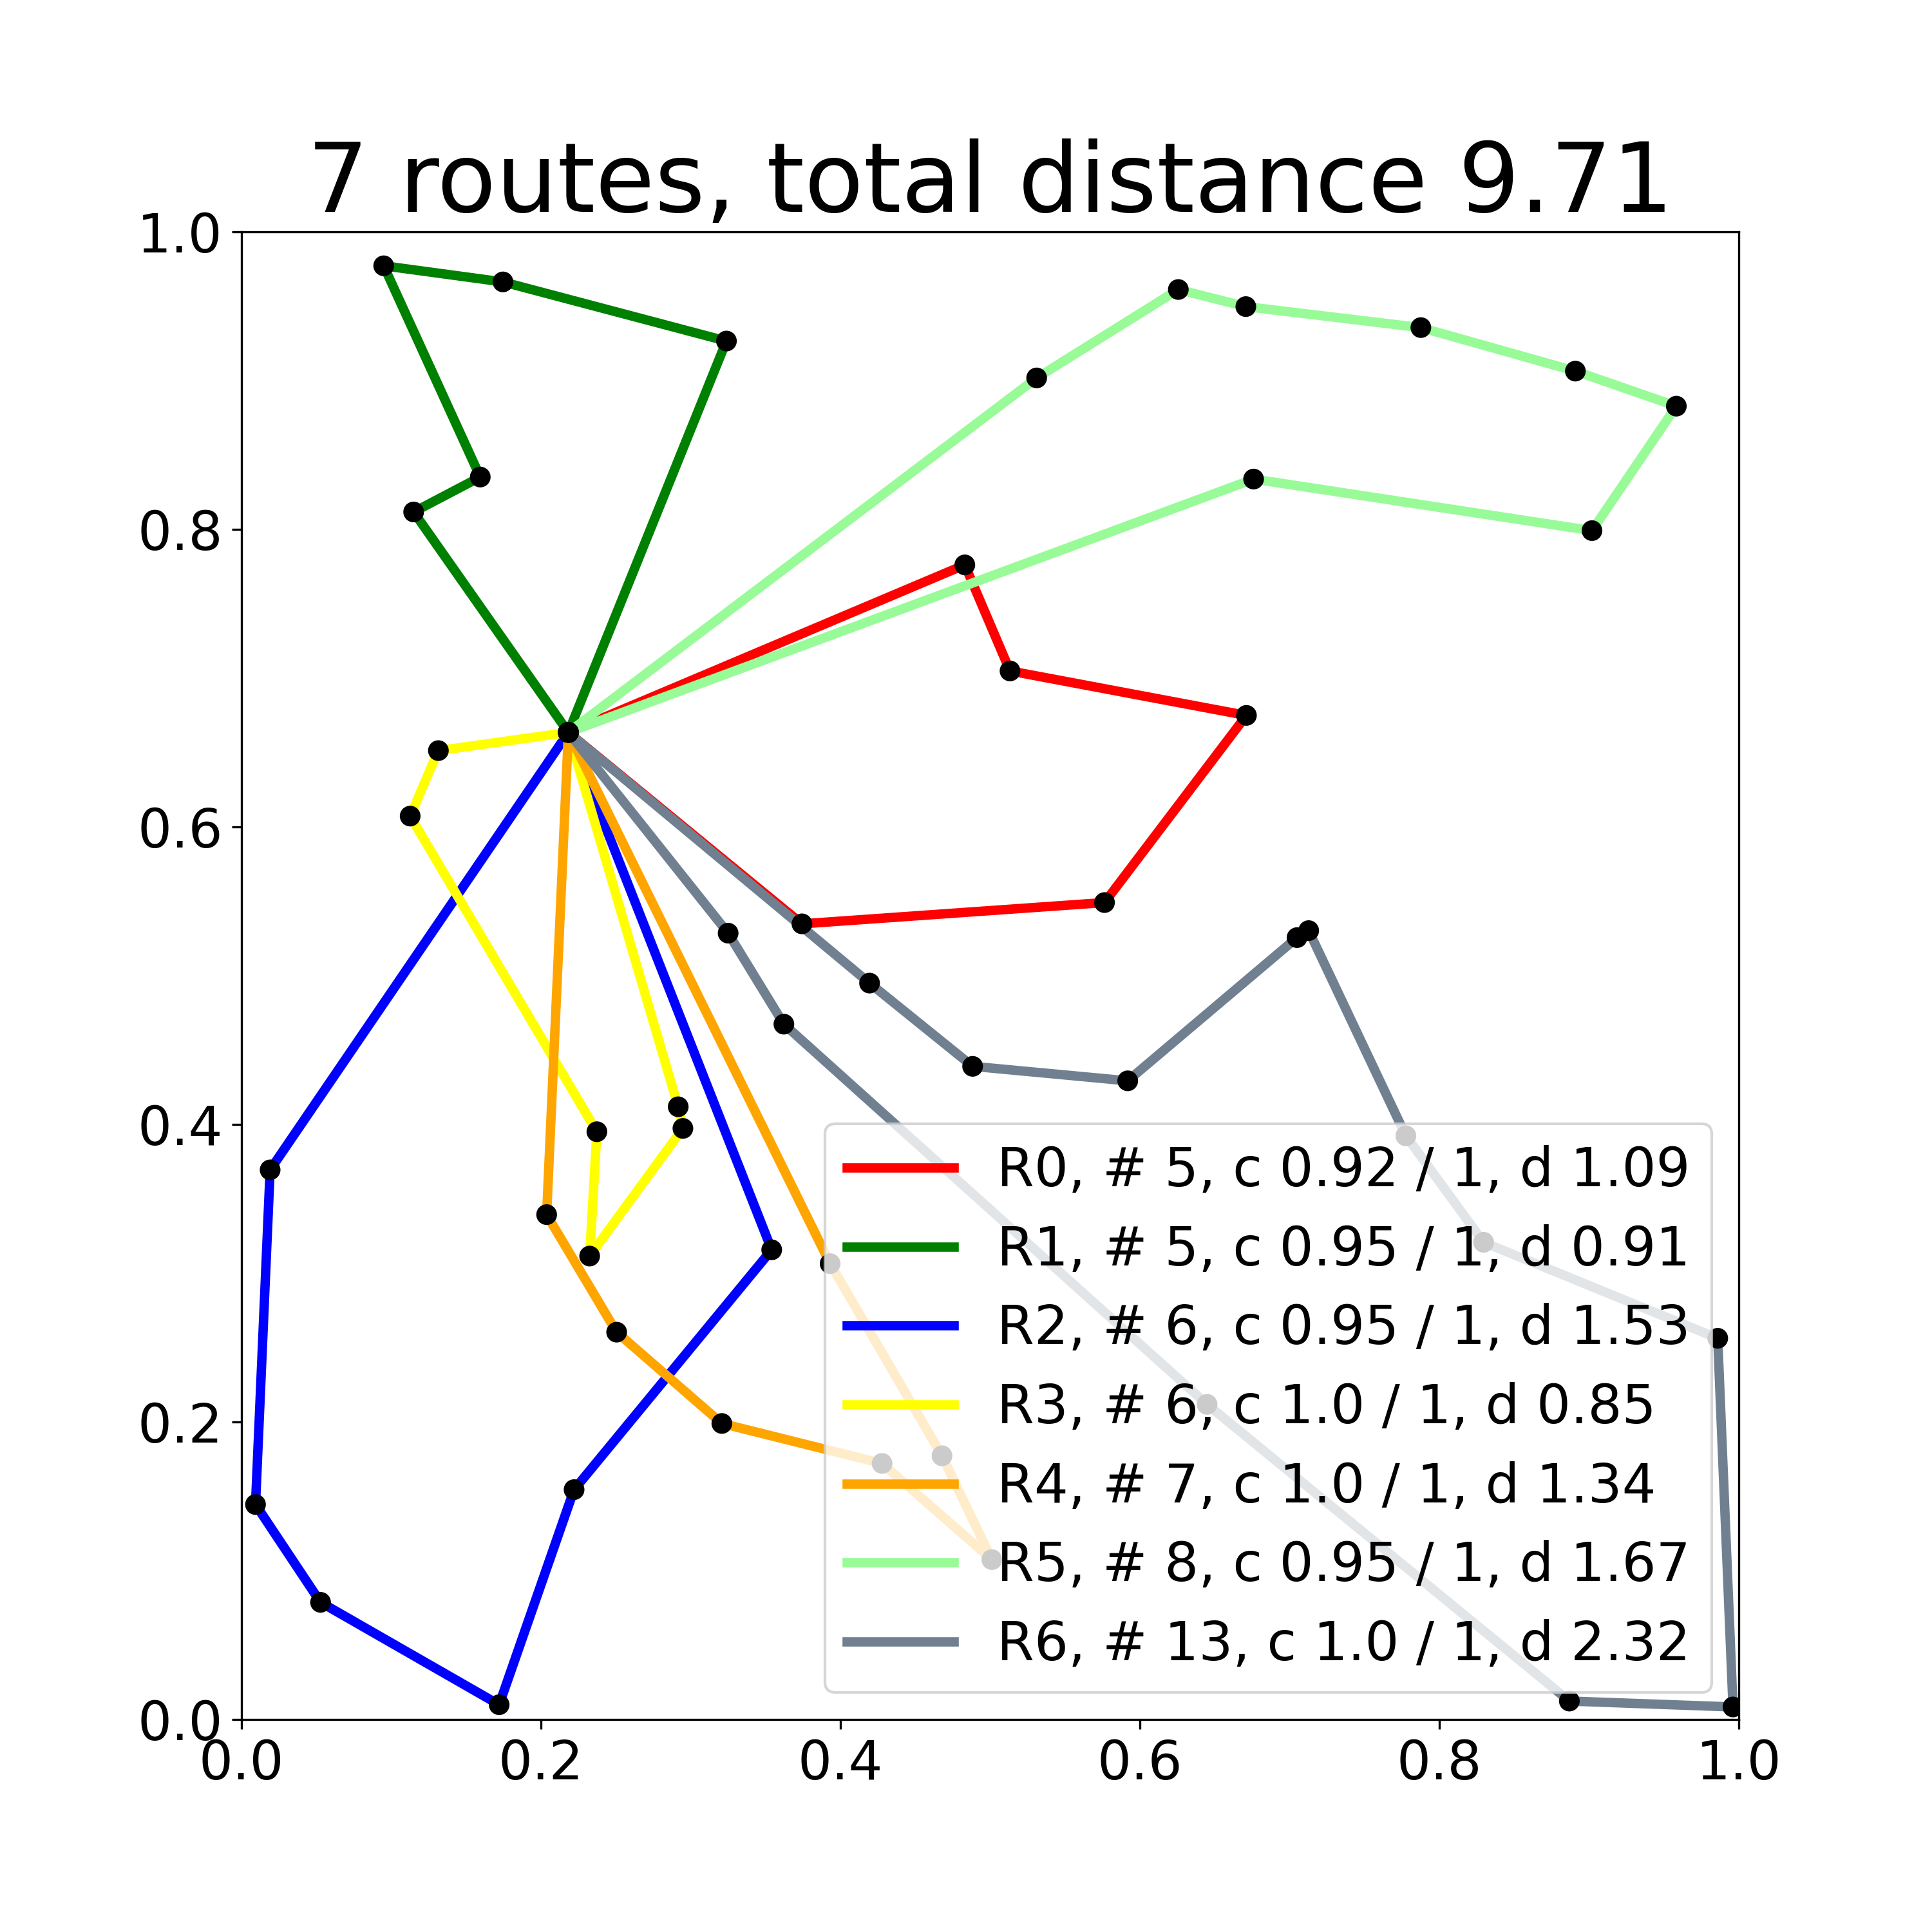 7 routes, total distance 9.71
1.0
0.8
0.6
0.4
0.2
0.0
0.0 0.2 0.4 0.6 0.8 1.0
R0, # 5, c 0.92 / 1, d 1.09
R1, # 5, c 0.95 / 1, d 0.91
R2, # 6, c 0.95 / 1, d 1.53
R3, # 6, c 1.0 / 1, d 0.85
R4, # 7, c 1.0 / 1, d 1.34
R5, # 8, c 0.95 / 1, d 1.67
R6, # 13, c 1.0 / 1, d 2.32